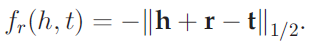 f_r(h, t) = −‖h + r − t‖_{1/2}.